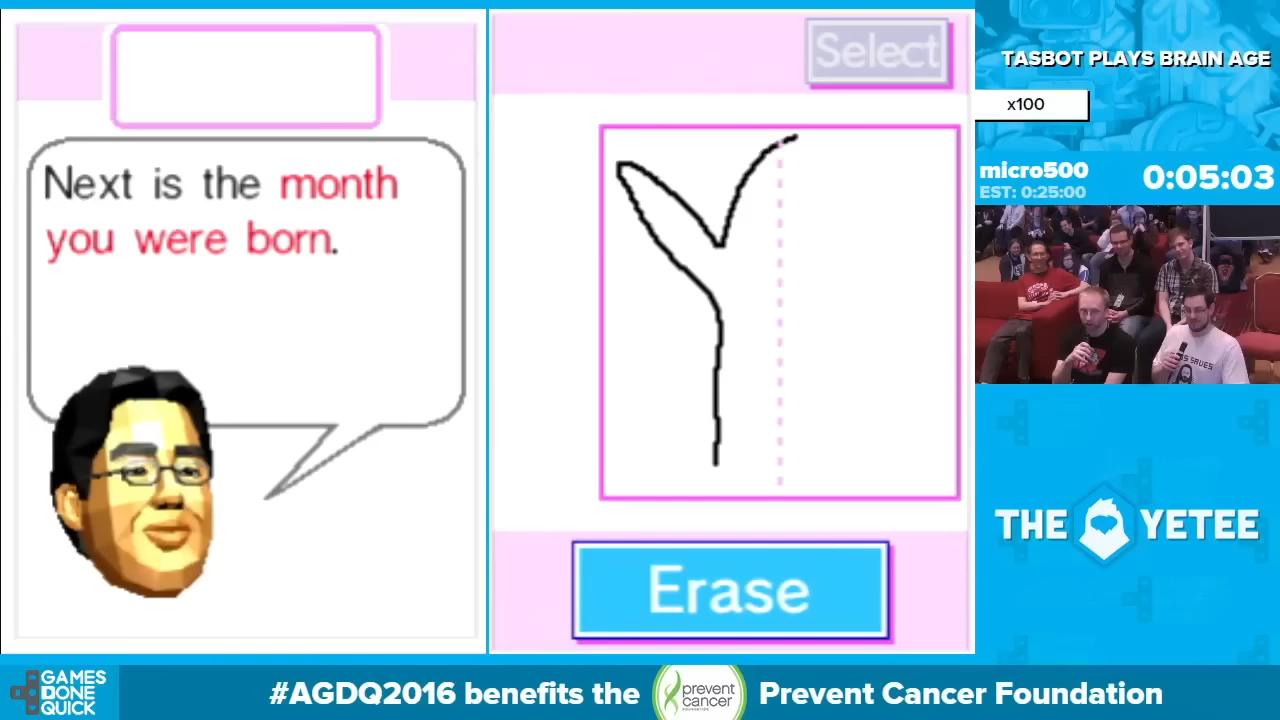 Select
TASBOT PLAYS BRAIN AGE
x100
Next is the month
you were born.
micro500
EST: 0:25:00
0:05:03
THE YETEE
Erase
GAMES
DONE
QUICK
#AGDQ2016 benefits the
prevent
cancer
Prevent Cancer Foundation